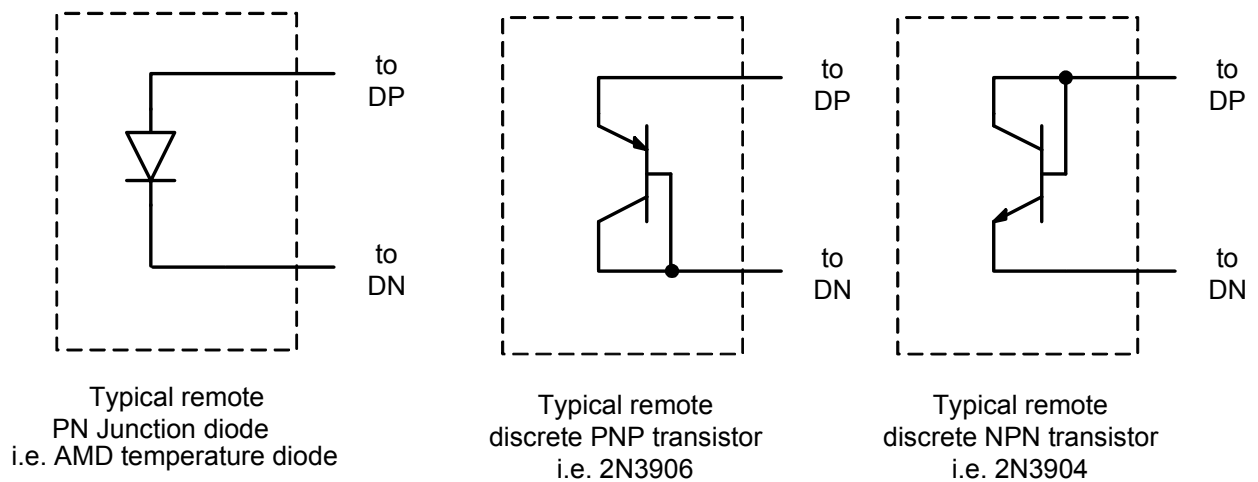 to
DP
to
DN
Typical remote
PN Junction diode
i.e. AMD temperature diode
to
DP
to
DN
Typical remote
discrete PNP transistor
i.e. 2N3906
to
DP
to
DN
Typical remote
discrete NPN transistor
i.e. 2N3904